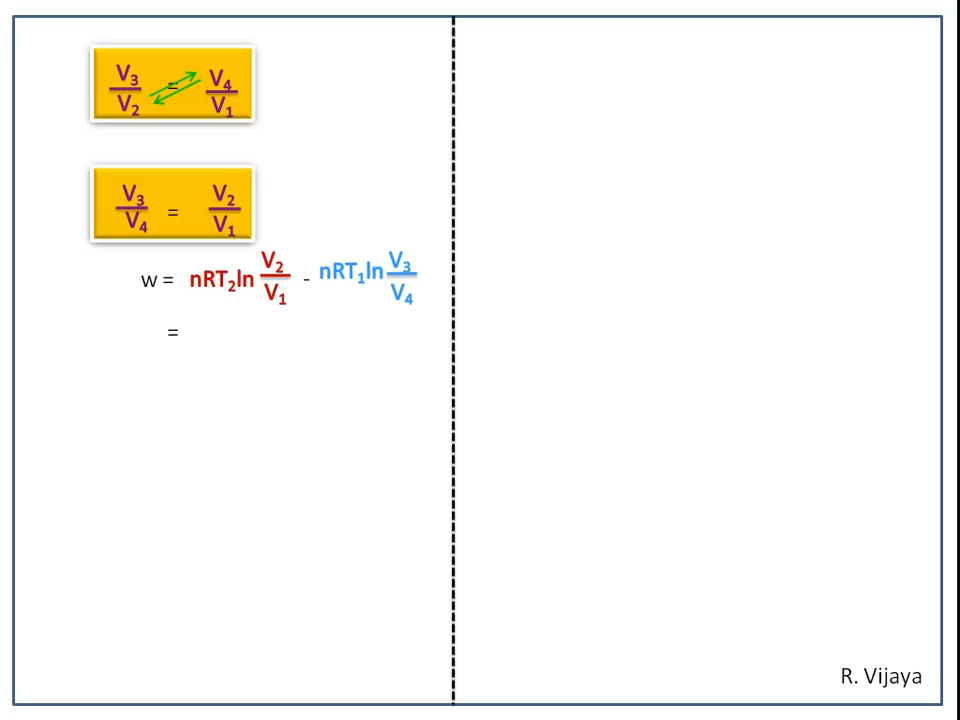 V₃/V₂ = V₄/V₁
V₃/V₄ = V₂/V₁
w = nRT₂ln V₂/V₁ - nRT₁ln V₃/V₄
=
R. Vijaya